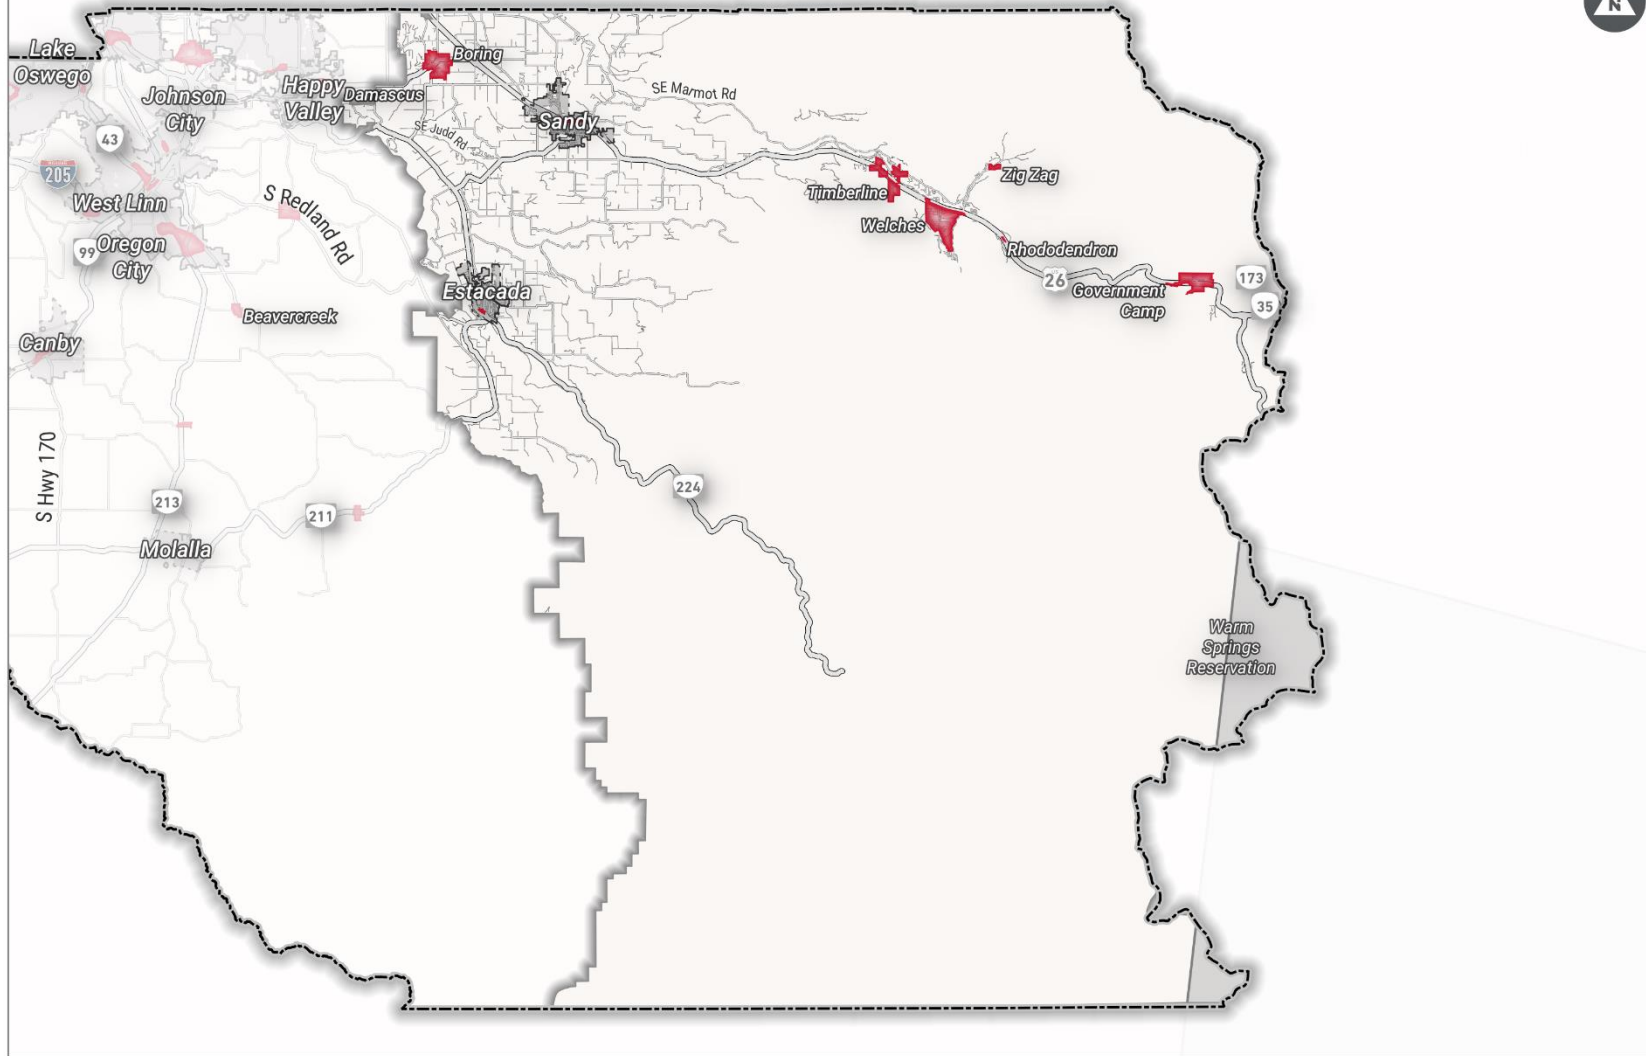 N
Lake
Oswego
Boring
Happy
Valley
Damascus
Johnson
City
SE Marmot Rd
Sandy
SE Judd Rd
43
205
Zig Zag
Timberline
West Linn
S Redland Rd
Welches
99
Oregon
City
Rhododendron
26
173
Government
Camp
35
Estacada
Beavercreek
Canby
S Hwy 170
224
213
211
Molalla
Warm
Springs
Reservation